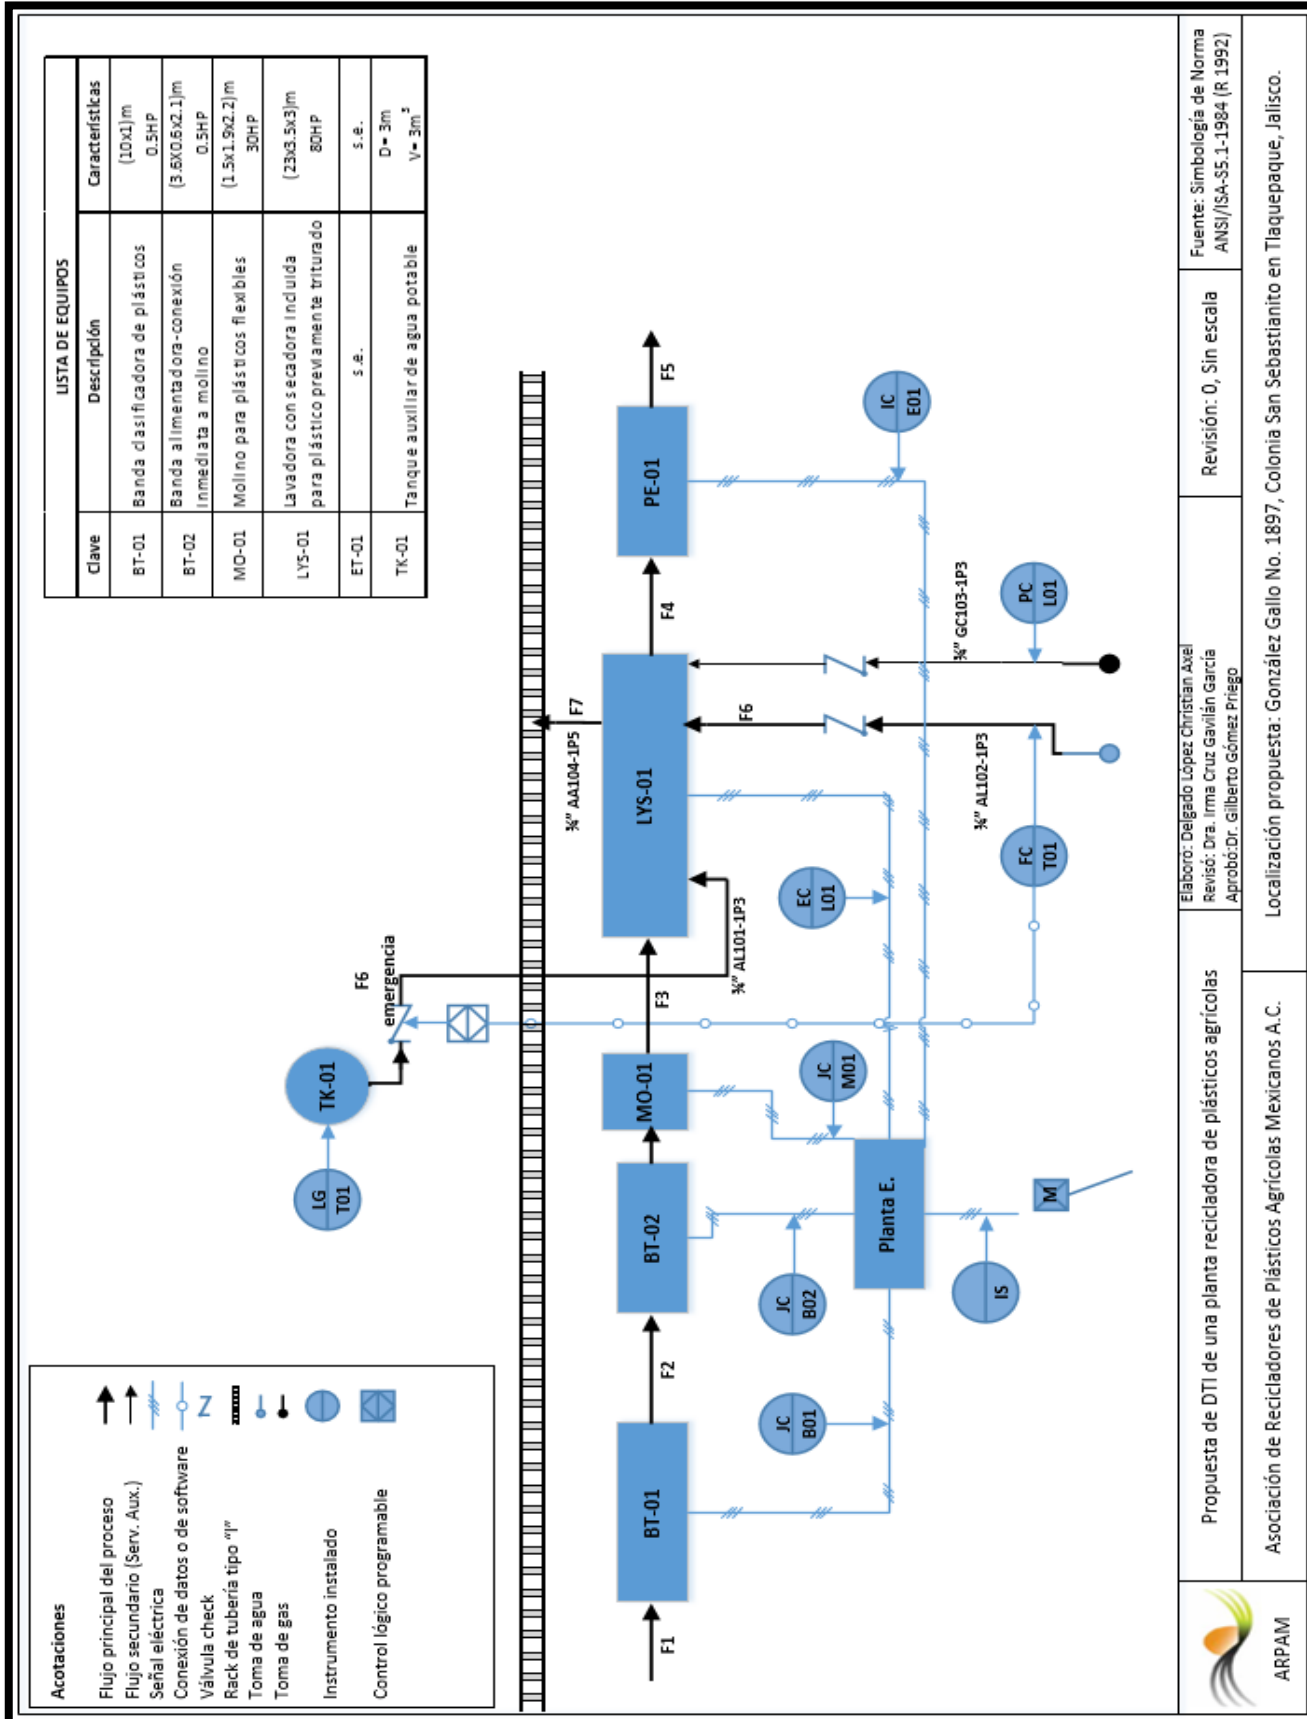 LISTA DE EQUIPOS
Clave Descripción Características
BT-01 Banda clasificadora de plásticos (10x1)m
0.5HP
BT-02 Banda alimentadora-conexión (3.6X0.6x2.1)m
inmediata a molino 0.5HP
MO-01 Molino para plásticos flexibles (1.5x1.9x2.2)m
30HP
LYS-01 Lavadora con secadora incluida (23x3.5x3)m
para plástico previamente triturado 80HP
ET-01 s.e. s.e.
TK-01 Tanque auxiliar de agua potable D= 3m
V= 3m³
Acotaciones
Flujo principal del proceso
Flujo secundario (Serv. Aux.)
Señal eléctrica
Conexión de datos o de software
Válvula check
Rack de tubería tipo "I"
Toma de agua
Toma de gas
Instrumento instalado
Control lógico programable
LG
T01
TK-01
F6
emergencia
¾" AA104-1P5
F7
F1
BT-01
F2
BT-02
MO-01
F3
LYS-01
F4
PE-01
F5
¾" AL101-1P3
F6
JC
B01
JC
B02
JC
M01
EC
L01
IC
E01
Planta E.
¾" AL102-1P3
¾" GC103-1P3
IS
M
FC
T01
PC
L01
ARPAM
Propuesta de DTI de una planta recicladora de plásticos agrícolas
Elaboró: Delgado López Christian Axel
Revisó: Dra. Irma Cruz Gavilán García
Aprobó:Dr. Gilberto Gómez Priego
Revisión: 0, Sin escala
Fuente: Simbología de Norma
ANSI/ISA-S5.1-1984 (R 1992)
Asociación de Recicladores de Plásticos Agrícolas Mexicanos A.C.
Localización propuesta: González Gallo No. 1897, Colonia San Sebastianito en Tlaquepaque, Jalisco.